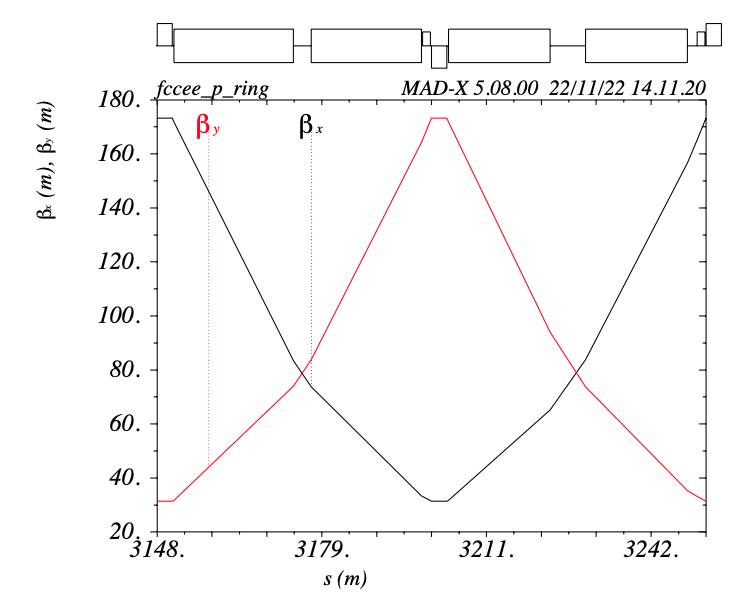 fccee_p_ring MAD-X 5.08.00 22/11/22 14.11.20
βx (m), βy (m)
180.
160.
140.
120.
100.
80.
60.
40.
20.
βy
βx
3148. 3179. 3211. 3242.
s (m)